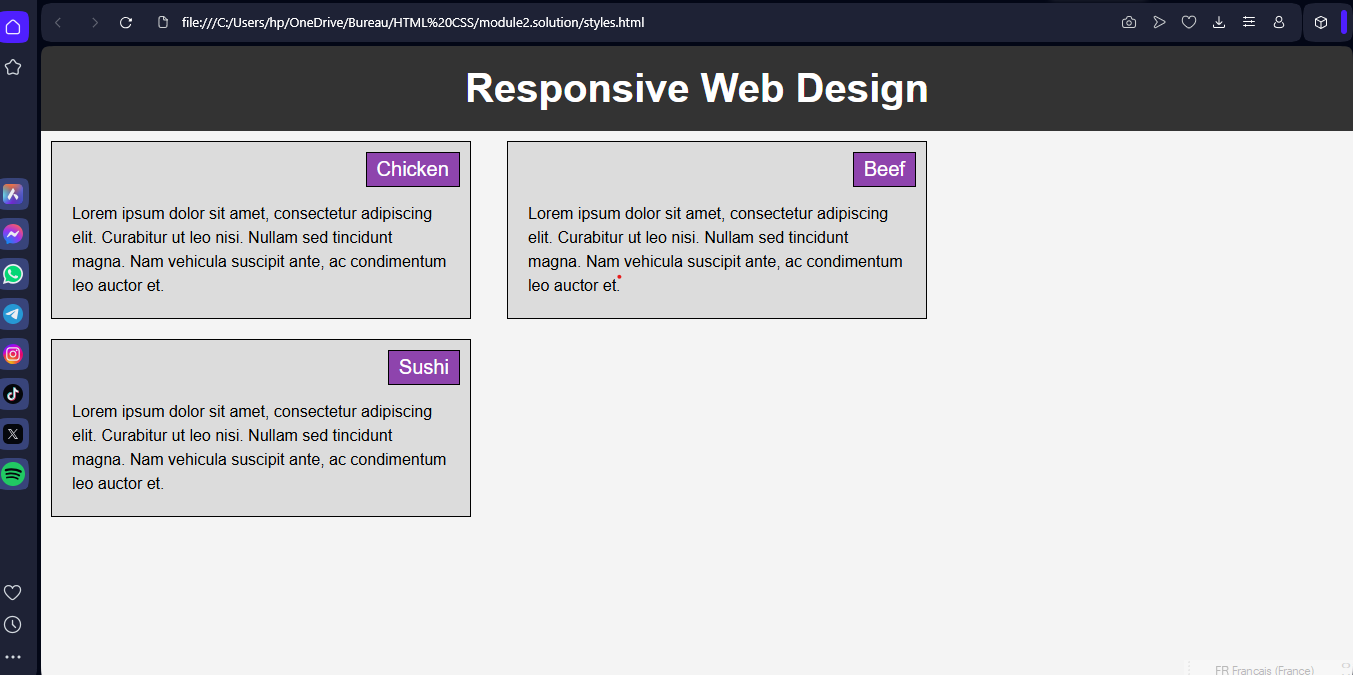 file:///C:/Users/hp/OneDrive/Bureau/HTML%20CSS/module2.solution/styles.html
Responsive Web Design
Chicken
Lorem ipsum dolor sit amet, consectetur adipiscing
elit. Curabitur ut leo nisi. Nullam sed tincidunt
magna. Nam vehicula suscipit ante, ac condimentum
leo auctor et.
Beef
Lorem ipsum dolor sit amet, consectetur adipiscing
elit. Curabitur ut leo nisi. Nullam sed tincidunt
magna. Nam vehicula suscipit ante, ac condimentum
leo auctor et.
Sushi
Lorem ipsum dolor sit amet, consectetur adipiscing
elit. Curabitur ut leo nisi. Nullam sed tincidunt
magna. Nam vehicula suscipit ante, ac condimentum
leo auctor et.
FR Français (France)